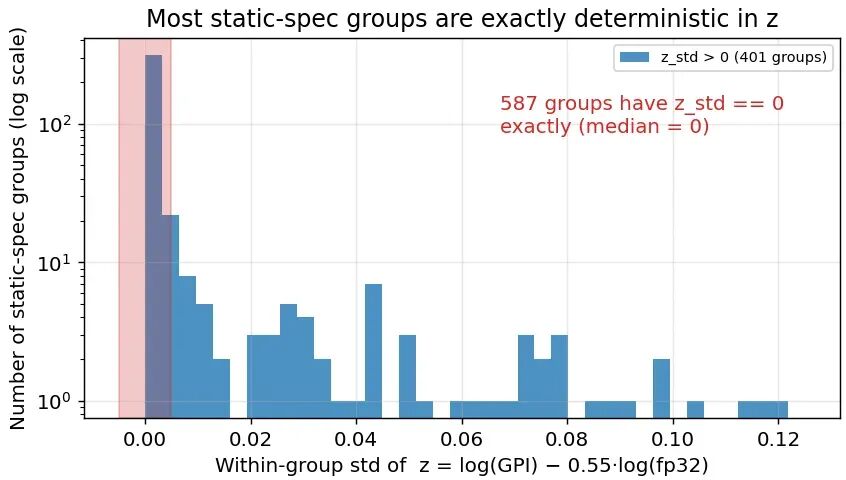 Most static-spec groups are exactly deterministic in z
z_std > 0 (401 groups)
587 groups have z_std == 0
exactly (median = 0)
Number of static-spec groups (log scale)
10²
10¹
10⁰
0.00 0.02 0.04 0.06 0.08 0.10 0.12
Within-group std of z = log(GPI) − 0.55·log(fp32)